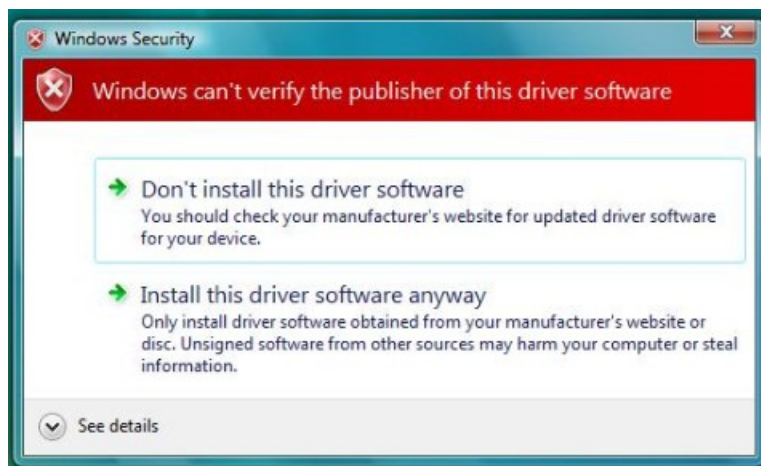 Windows Security
Windows can't verify the publisher of this driver software
Don't install this driver software
You should check your manufacturer's website for updated driver software
for your device.
Install this driver software anyway
Only install driver software obtained from your manufacturer's website or
disc. Unsigned software from other sources may harm your computer or steal
information.
See details